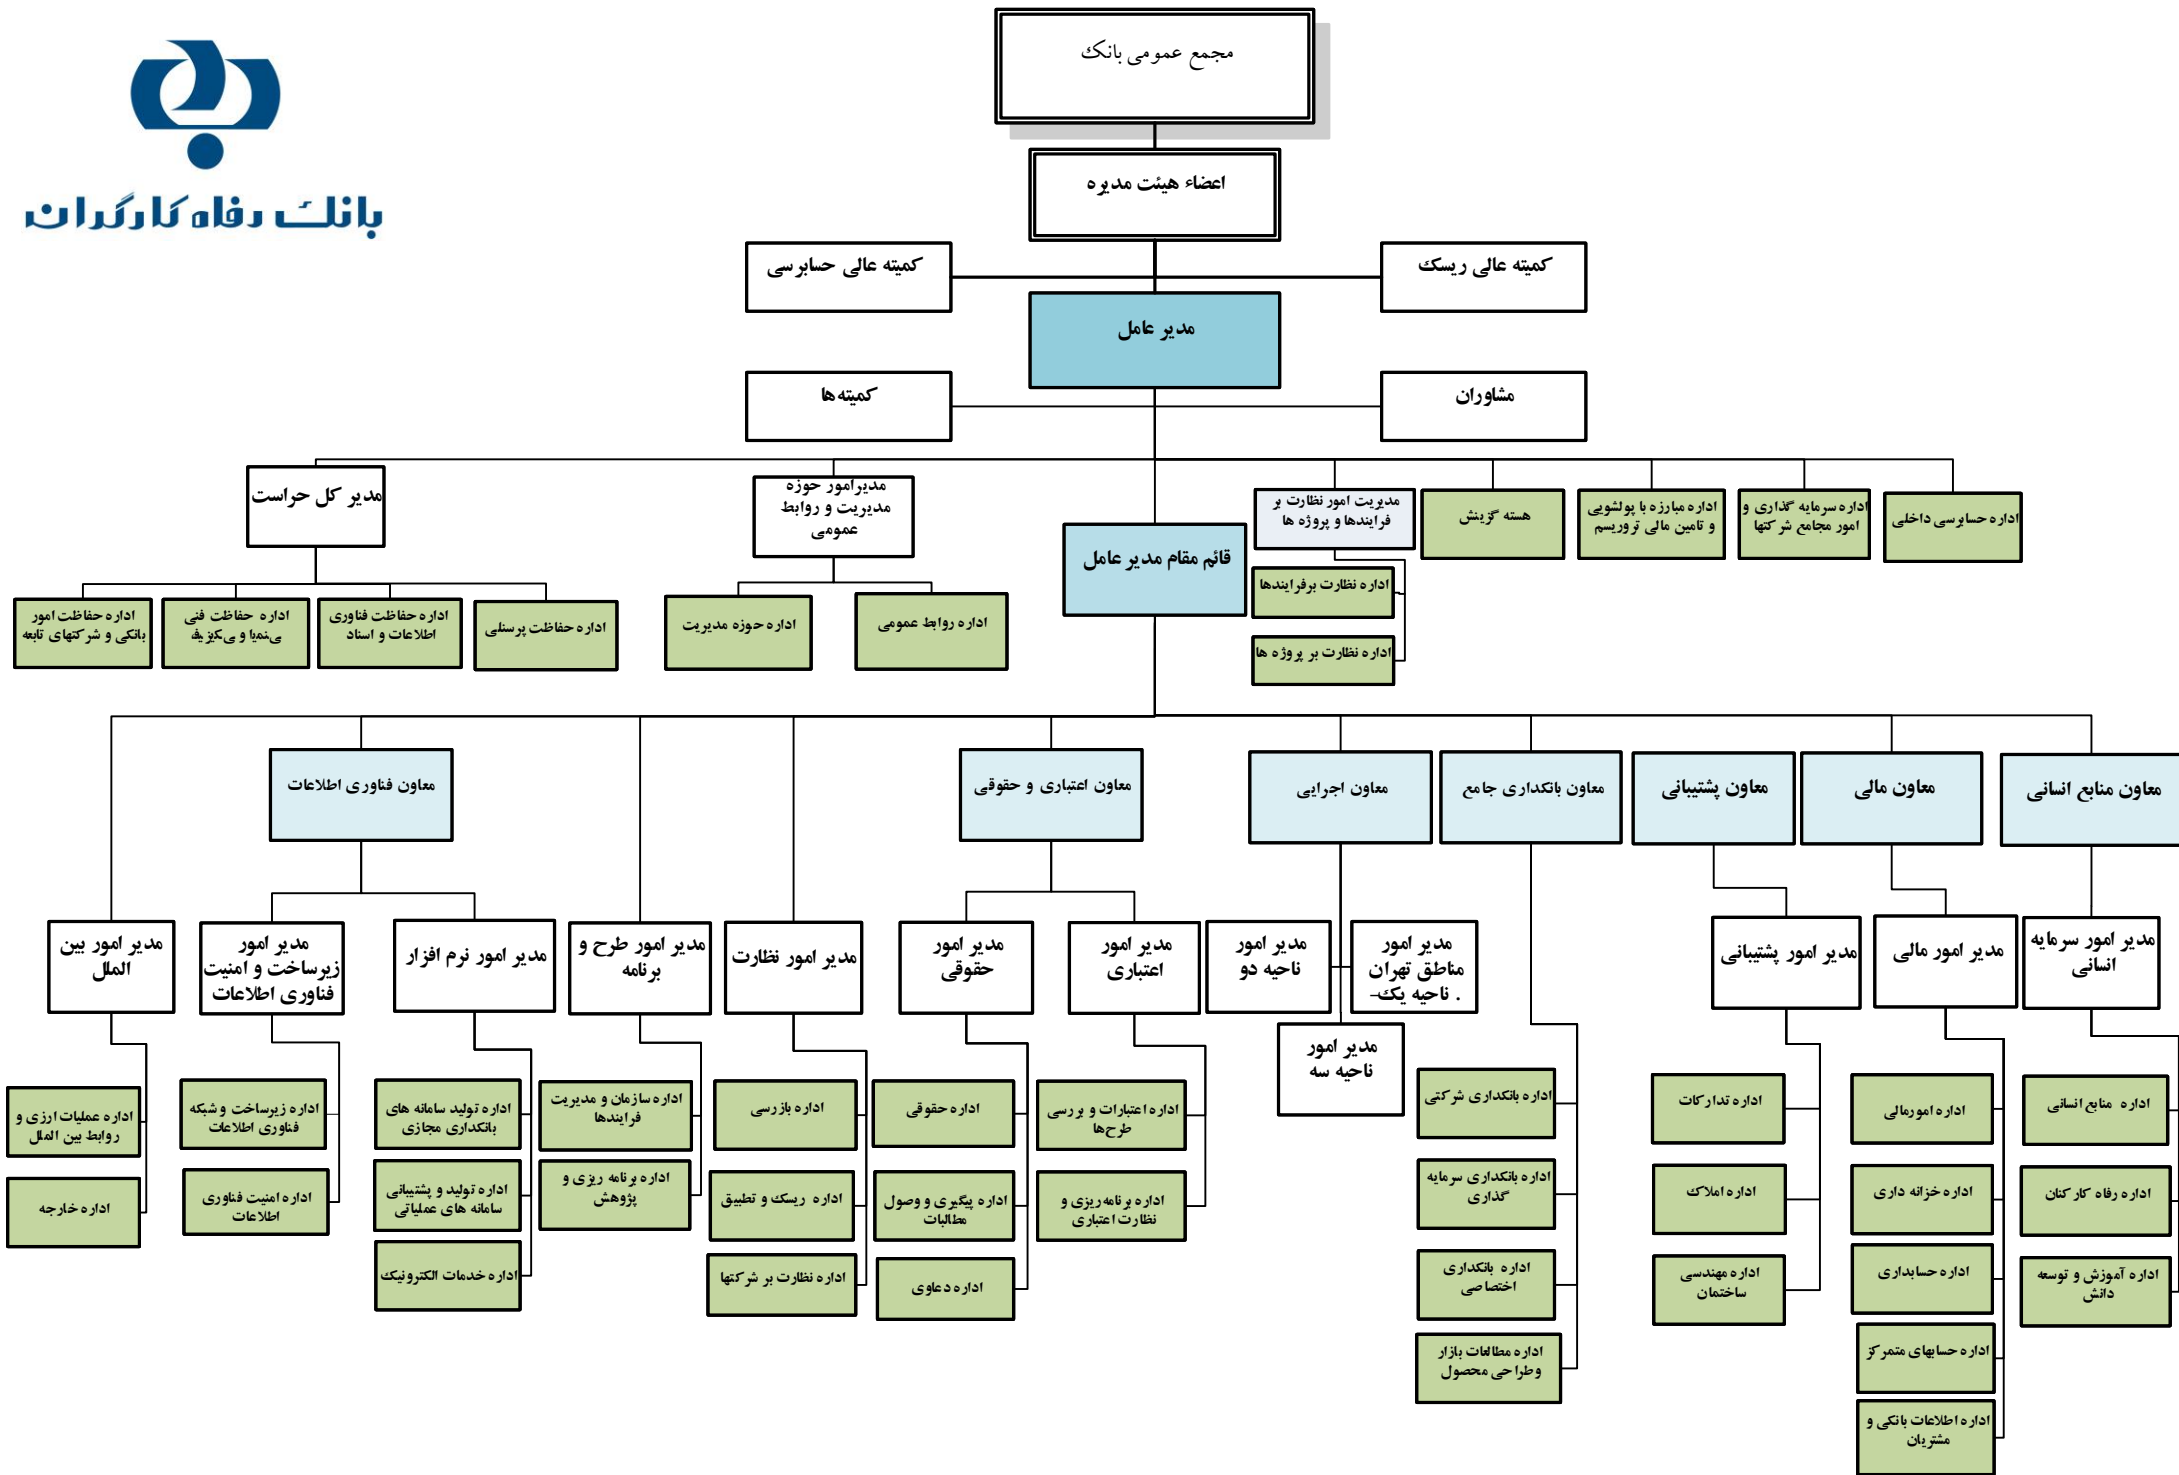 بانک رفاه کارگران
مجمع عمومی بانک
اعضاء هیئت مدیره
کمیته عالی ریسک
کمیته عالی حسابرسی
مدیر عامل
مشاوران
کمیته‌ها
اداره حسابرسی داخلی
اداره سرمایه گذاری و
امور مجامع شرکتها
اداره مبارزه با پولشویی
و تامین مالی تروریسم
هسته گزینش
مدیریت امور نظارت بر
فرایندها و پروژه ها
اداره نظارت برفرایندها
اداره نظارت بر پروژه ها
قائم مقام مدیر عامل
مدیرامور حوزه
مدیریت و روابط
عمومی
اداره روابط عمومی
اداره حوزه مدیریت
مدیر کل حراست
اداره حفاظت پرسنلی
اداره حفاظت فناوری
اطلاعات و اسناد
اداره حفاظت فنی
اداره حفاظت امور
بانکی و شرکتهای تابعه
معاون منابع انسانی
معاون مالی
معاون پشتیبانی
معاون بانکداری جامع
معاون اجرایی
معاون اعتباری و حقوقی
معاون فناوری اطلاعات
مدیر امور سرمایه
انسانی
اداره منابع انسانی
اداره رفاه کارکنان
اداره آموزش و توسعه
دانش
مدیر امور مالی
اداره امورمالی
اداره خزانه داری
اداره حسابداری
اداره حسابهای متمرکز
اداره اطلاعات بانکی و
مشتریان
مدیر امور پشتیبانی
اداره تدارکات
اداره املاک
اداره مهندسی
ساختمان
اداره بانکداری شرکتی
اداره بانکداری سرمایه
گذاری
اداره بانکداری
اختصاصی
اداره مطالعات بازار
وطراحی محصول
مدیر امور
مناطق تهران
. ناحیه یک-
مدیر امور
ناحیه دو
مدیر امور
ناحیه سه
مدیر امور
اعتباری
اداره اعتبارات و بررسی
طرح‌ها
اداره برنامه‌ریزی و
نظارت اعتباری
مدیر امور
حقوقی
اداره حقوقی
اداره پیگیری و وصول
مطالبات
اداره دعاوی
مدیر امور نظارت
اداره بازرسی
اداره ریسک و تطبیق
اداره نظارت بر شرکتها
مدیر امور طرح و
برنامه
اداره سازمان و مدیریت
فرایندها
اداره برنامه ریزی و
پژوهش
مدیر امور نرم افزار
اداره تولید سامانه های
بانکداری مجازی
اداره تولید و پشتیبانی
سامانه های عملیاتی
اداره خدمات الکترونیک
مدیر امور
زیرساخت و امنیت
فناوری اطلاعات
اداره زیرساخت و شبکه
فناوری اطلاعات
اداره امنیت فناوری
اطلاعات
مدیر امور بین
الملل
اداره عملیات ارزی و
روابط بین الملل
اداره خارجه